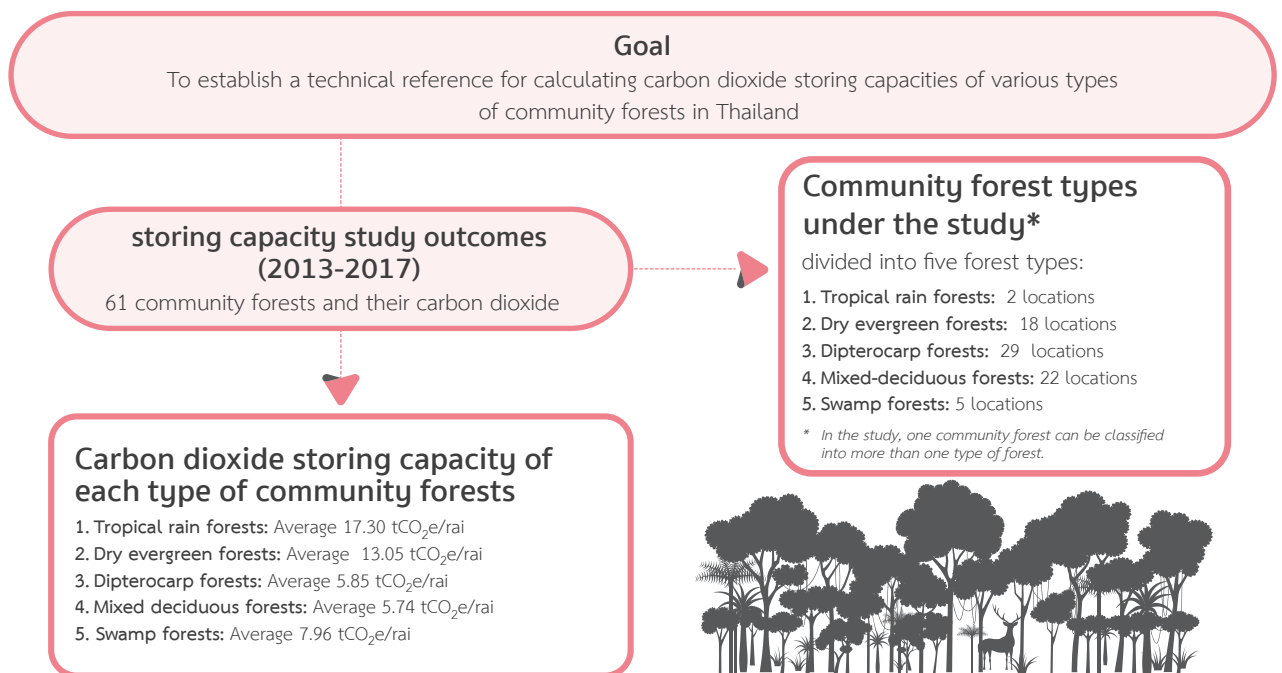 Goal
To establish a technical reference for calculating carbon dioxide storing capacities of various types
of community forests in Thailand
storing capacity study outcomes
(2013-2017)
61 community forests and their carbon dioxide
Community forest types
under the study*
divided into five forest types:
1. Tropical rain forests: 2 locations
2. Dry evergreen forests: 18 locations
3. Dipterocarp forests: 29 locations
4. Mixed-deciduous forests: 22 locations
5. Swamp forests: 5 locations
* In the study, one community forest can be classified
into more than one type of forest.
Carbon dioxide storing capacity of
each type of community forests
1. Tropical rain forests: Average 17.30 tCO₂e/rai
2. Dry evergreen forests: Average 13.05 tCO₂e/rai
3. Dipterocarp forests: Average 5.85 tCO₂e/rai
4. Mixed deciduous forests: Average 5.74 tCO₂e/rai
5. Swamp forests: Average 7.96 tCO₂e/rai